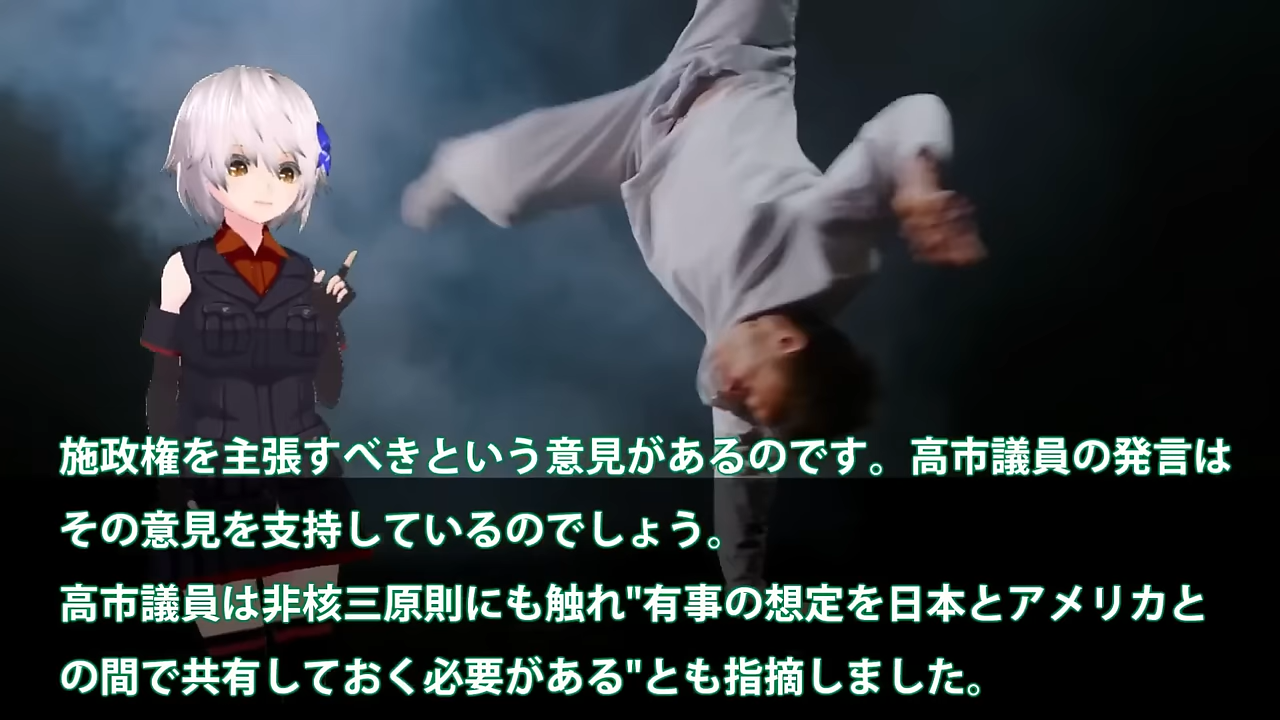 施政権を主張すべきという意見があるのです。高市議員の発言は
その意見を支持しているのでしょう。
高市議員は非核三原則にも触れ"有事の想定を日本とアメリカと
の間で共有しておく必要がある"とも指摘しました。